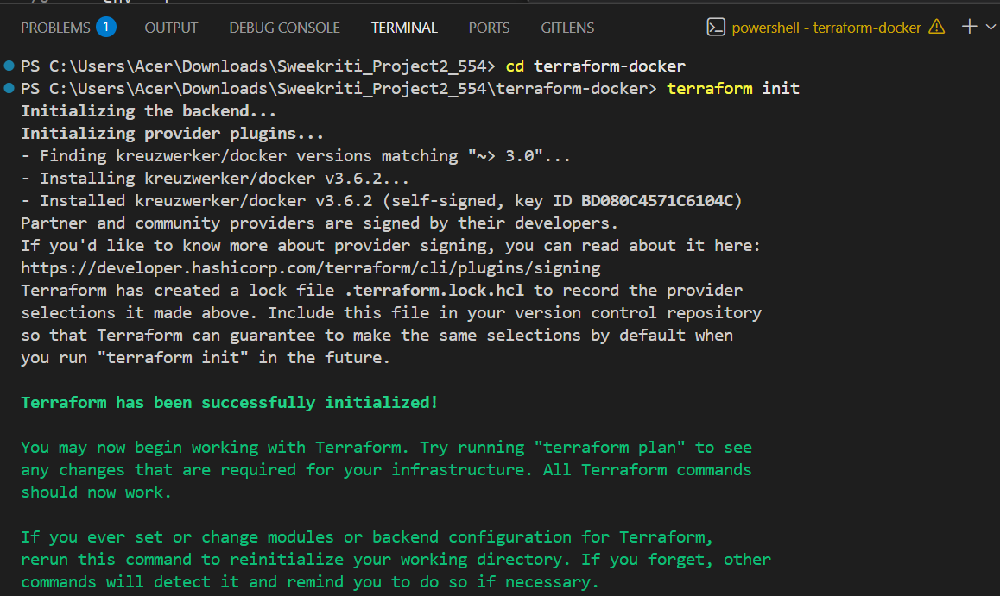 PROBLEMS 1 OUTPUT DEBUG CONSOLE TERMINAL PORTS GITLENS powershell - terraform-docker
PS C:\Users\Acer\Downloads\Sweekriti_Project2_554> cd terraform-docker
PS C:\Users\Acer\Downloads\Sweekriti_Project2_554\terraform-docker> terraform init
Initializing the backend...
Initializing provider plugins...
- Finding kreuzwerker/docker versions matching "~> 3.0"...
- Installing kreuzwerker/docker v3.6.2...
- Installed kreuzwerker/docker v3.6.2 (self-signed, key ID BD080C4571C6104C)
Partner and community providers are signed by their developers.
If you'd like to know more about provider signing, you can read about it here:
https://developer.hashicorp.com/terraform/cli/plugins/signing
Terraform has created a lock file .terraform.lock.hcl to record the provider
selections it made above. Include this file in your version control repository
so that Terraform can guarantee to make the same selections by default when
you run "terraform init" in the future.
Terraform has been successfully initialized!
You may now begin working with Terraform. Try running "terraform plan" to see
any changes that are required for your infrastructure. All Terraform commands
should now work.
If you ever set or change modules or backend configuration for Terraform,
rerun this command to reinitialize your working directory. If you forget, other
commands will detect it and remind you to do so if necessary.